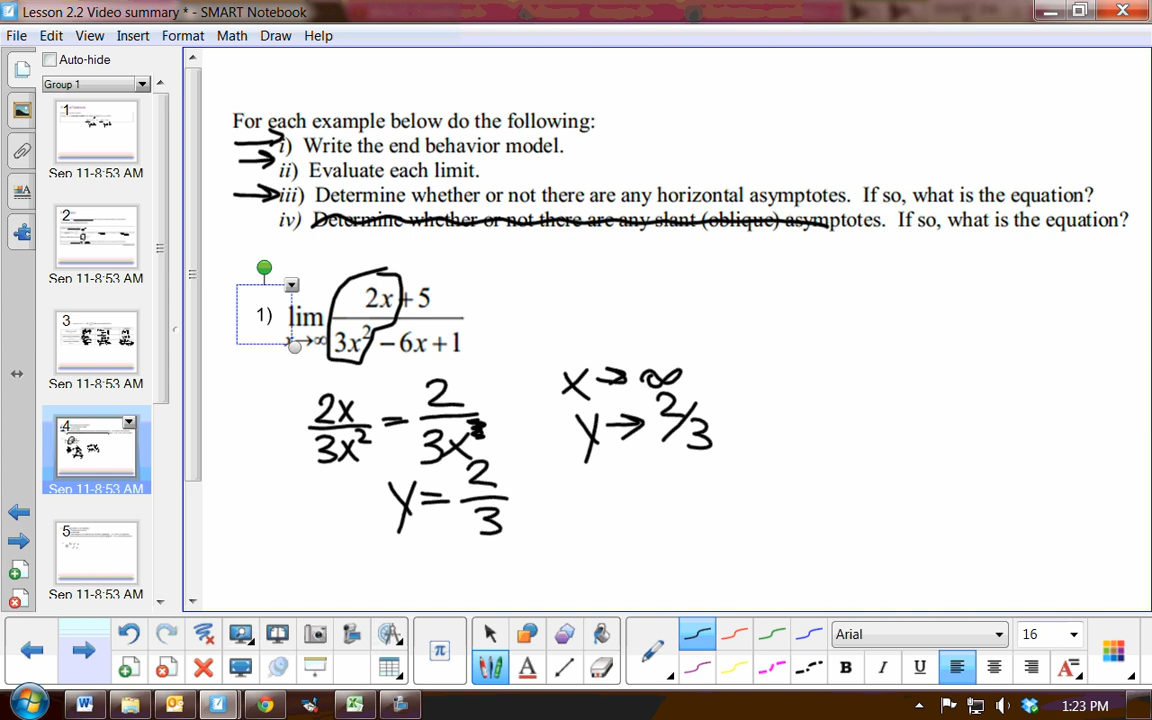 Lesson 2.2 Video summary * - SMART Notebook
File Edit View Insert Format Math Draw Help
Auto-hide
Group 1
1
Sep 11-8:53 AM
2
Sep 11-8:53 AM
3
Sep 11-8:53 AM
4
Sep 11-8:53 AM
5
Sep 11-8:53 AM
For each example below do the following:
i) Write the end behavior model.
ii) Evaluate each limit.
iii) Determine whether or not there are any horizontal asymptotes. If so, what is the equation?
iv) Determine whether or not there are any slant (oblique) asymptotes. If so, what is the equation?
1) lim x→∞ 2x+5 / 3x² − 6x + 1
2x/3x² = 2/3x
y = 2/3
x → ∞
y → 2/3
Arial 16
B I U A
1:23 PM